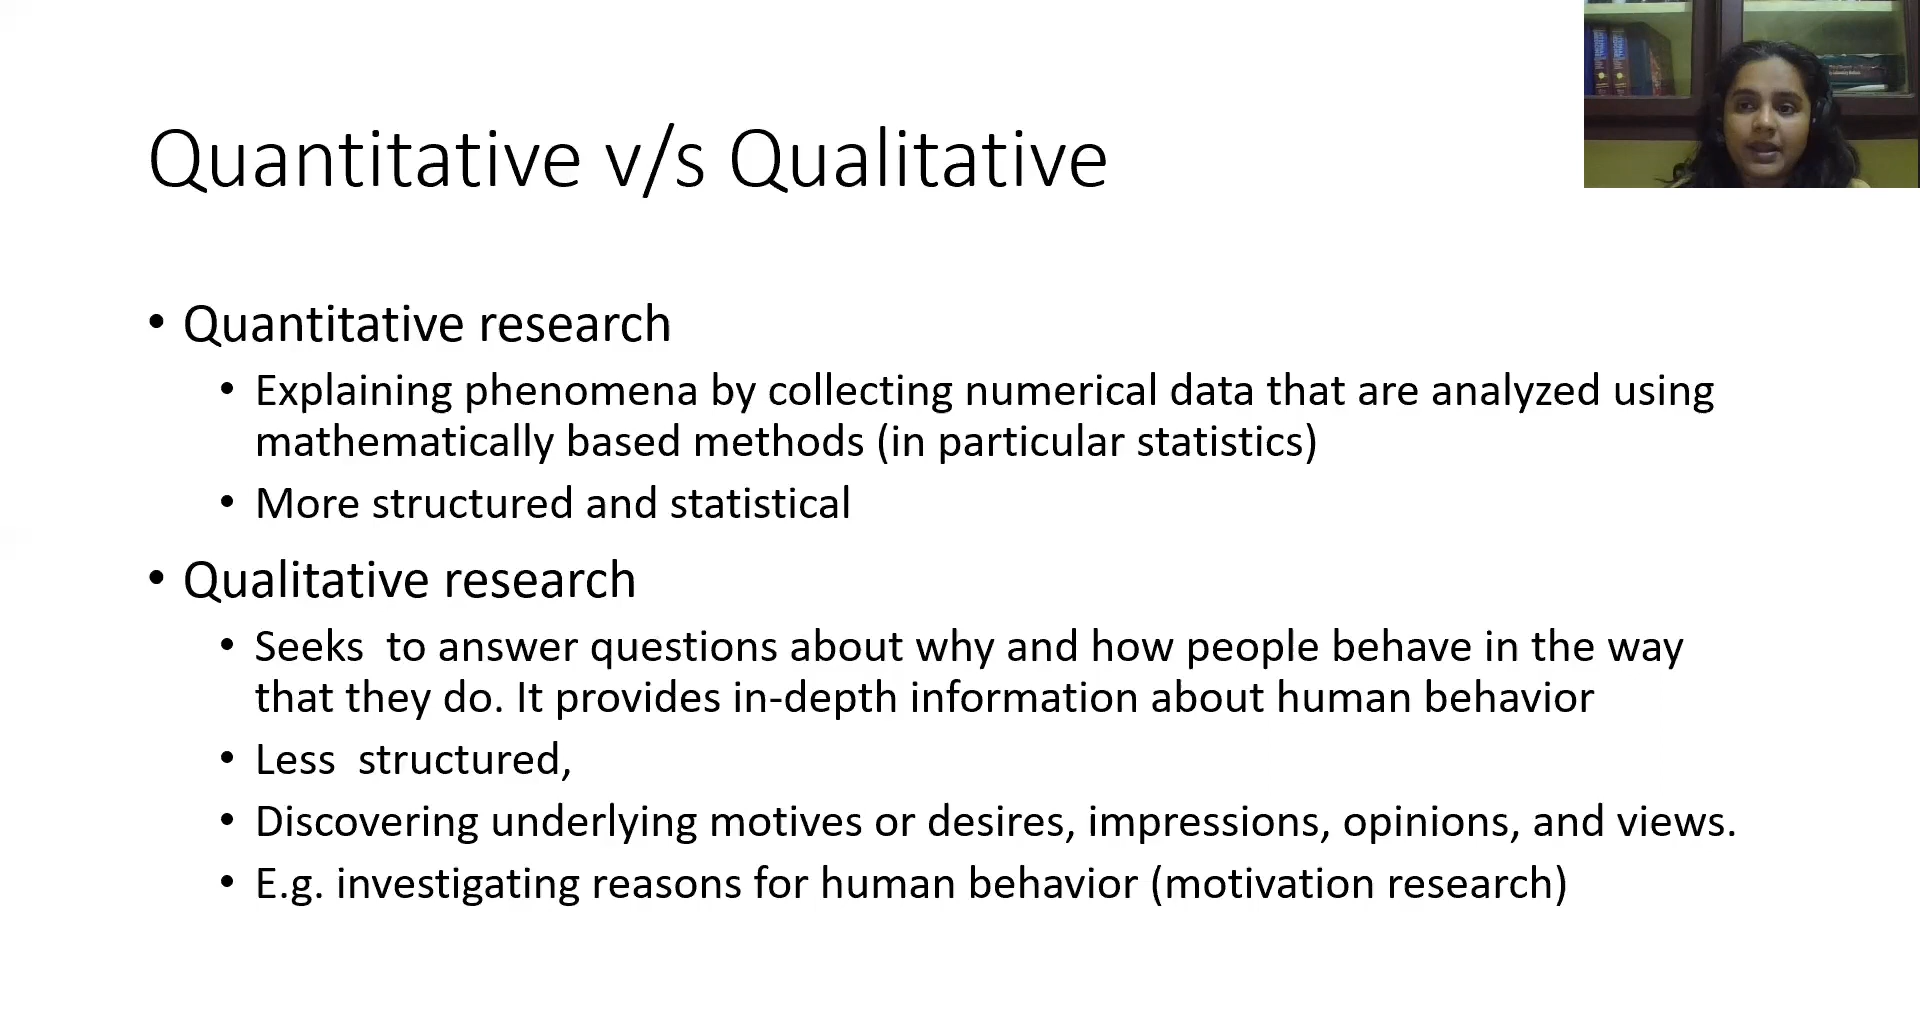 Quantitative v/s Qualitative
• Quantitative research
• Explaining phenomena by collecting numerical data that are analyzed using
mathematically based methods (in particular statistics)
• More structured and statistical
• Qualitative research
• Seeks  to answer questions about why and how people behave in the way
that they do. It provides in-depth information about human behavior
• Less  structured,
• Discovering underlying motives or desires, impressions, opinions, and views.
• E.g. investigating reasons for human behavior (motivation research)